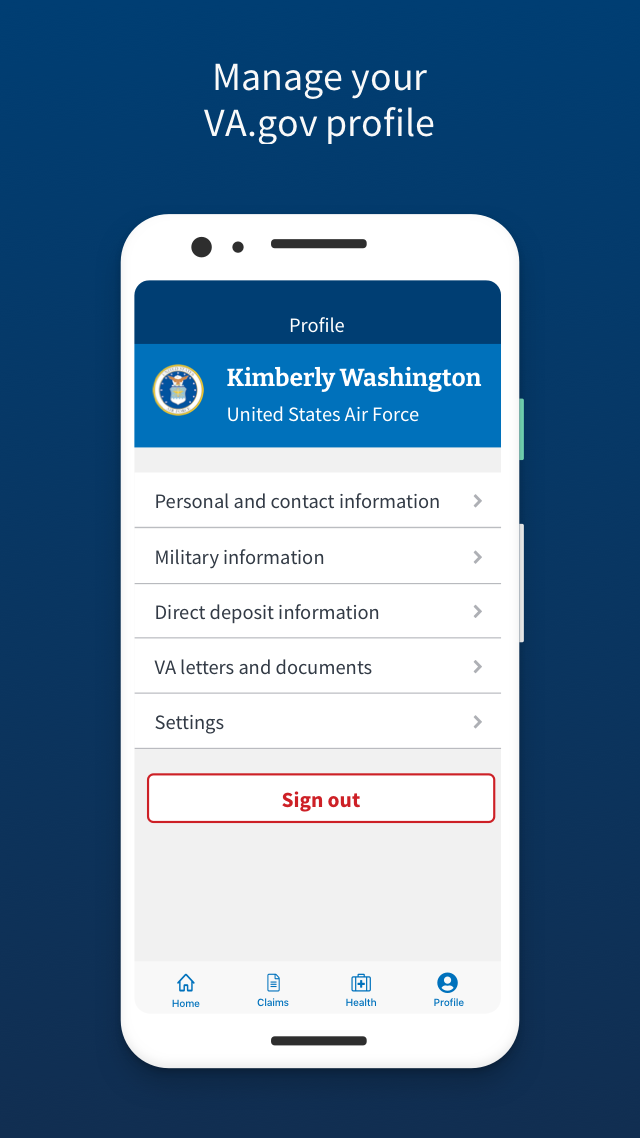 Manage your
VA.gov profile
Profile
Kimberly Washington
United States Air Force
Personal and contact information
Military information
Direct deposit information
VA letters and documents
Settings
Sign out
Home
Claims
Health
Profile